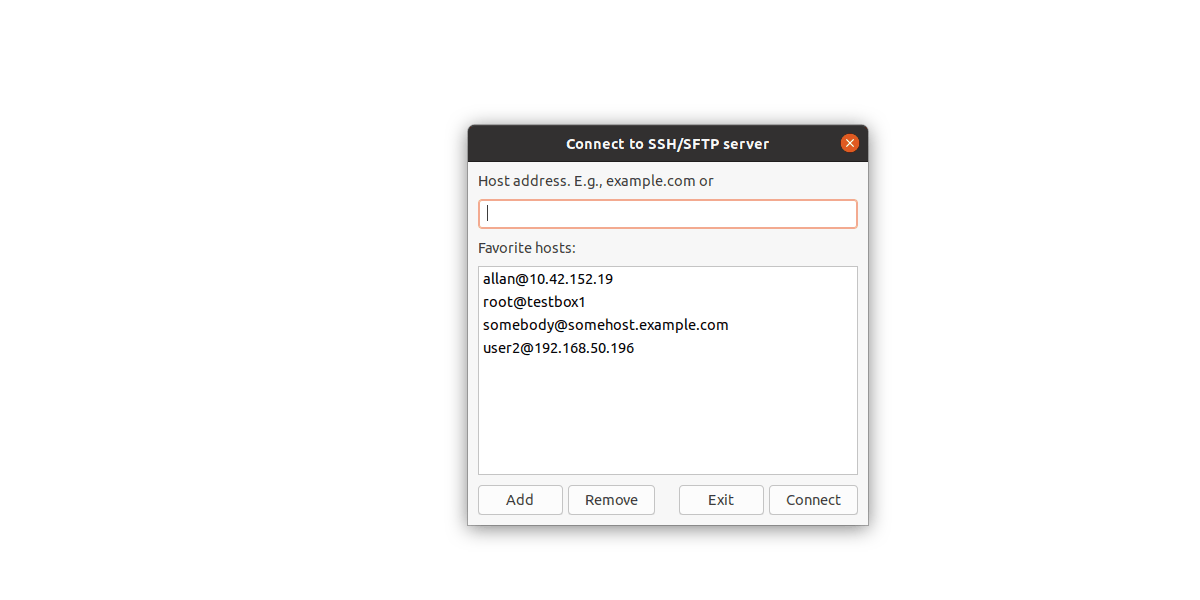 Connect to SSH/SFTP server
Host address. E.g., example.com or
Favorite hosts:
allan@10.42.152.19
root@testbox1
somebody@somehost.example.com
user2@192.168.50.196
Add Remove Exit Connect